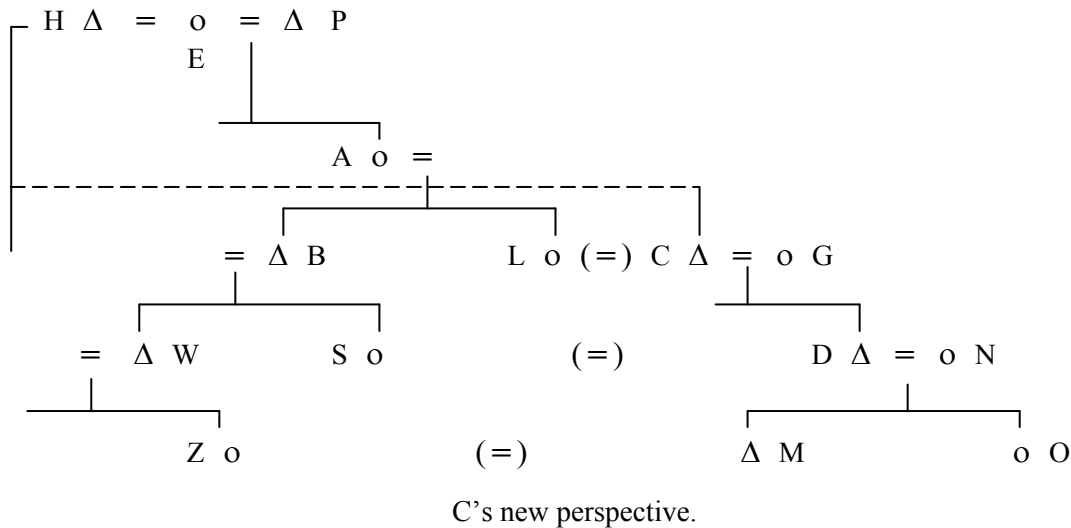 H Δ = o = Δ P
E
A o =
= Δ B L o (=) C Δ = o G
= Δ W S o (=) D Δ = o N
Z o (=) Δ M o O
C’s new perspective.